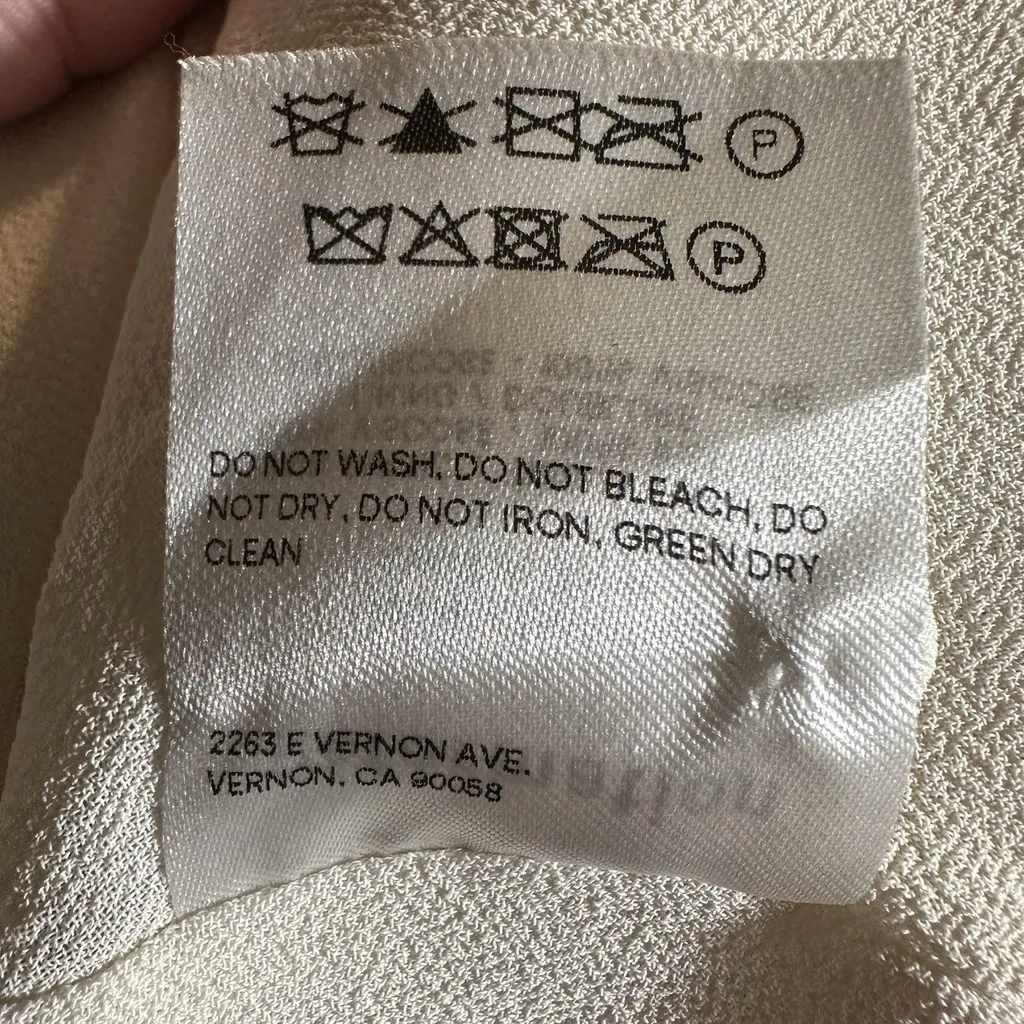 P
P
DO NOT WASH, DO NOT BLEACH, DO
NOT DRY, DO NOT IRON, GREEN DRY
CLEAN
2263 E VERNON AVE.
VERNON, CA 90058